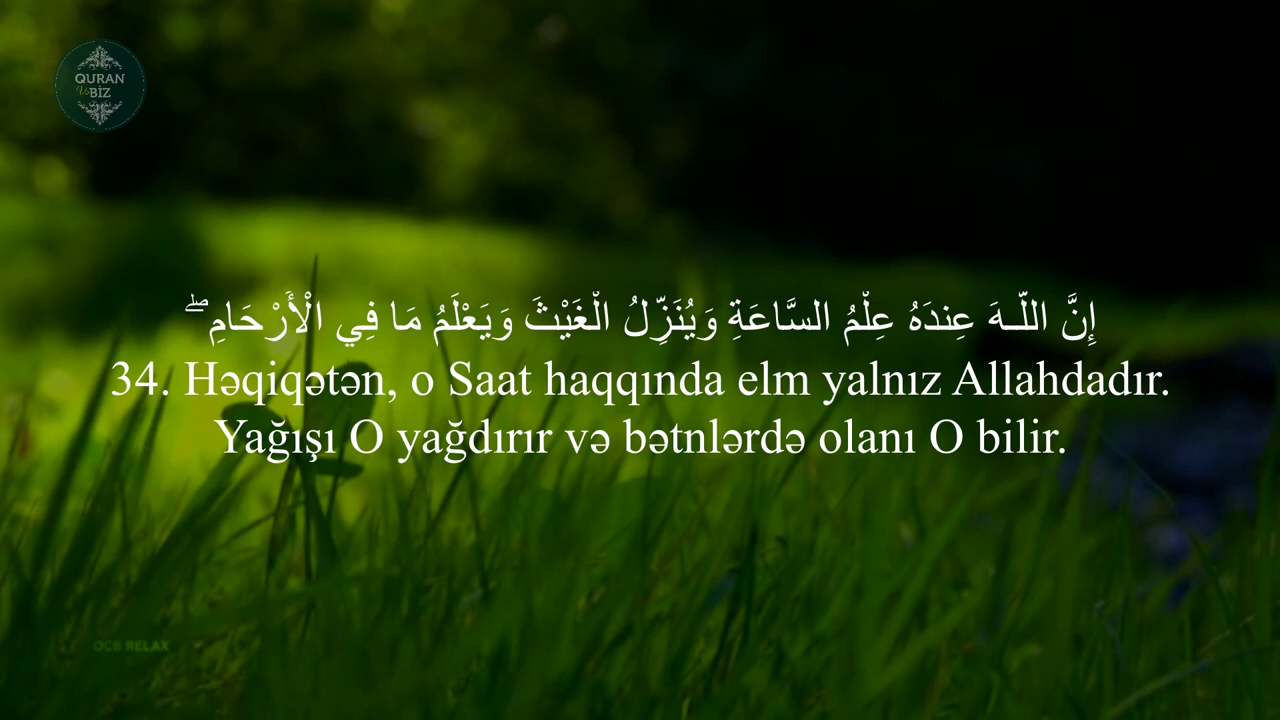 QURAN
Və BİZ
إِنَّ اللَّـهَ عِندَهُ عِلْمُ السَّاعَةِ وَيُنَزِّلُ الْغَيْثَ وَيَعْلَمُ مَا فِي الْأَرْحَامِ ۖ
34. Həqiqətən, o Saat haqqında elm yalnız Allahdadır.
Yağışı O yağdırır və bətnlərdə olanı O bilir.
OCB RELAX